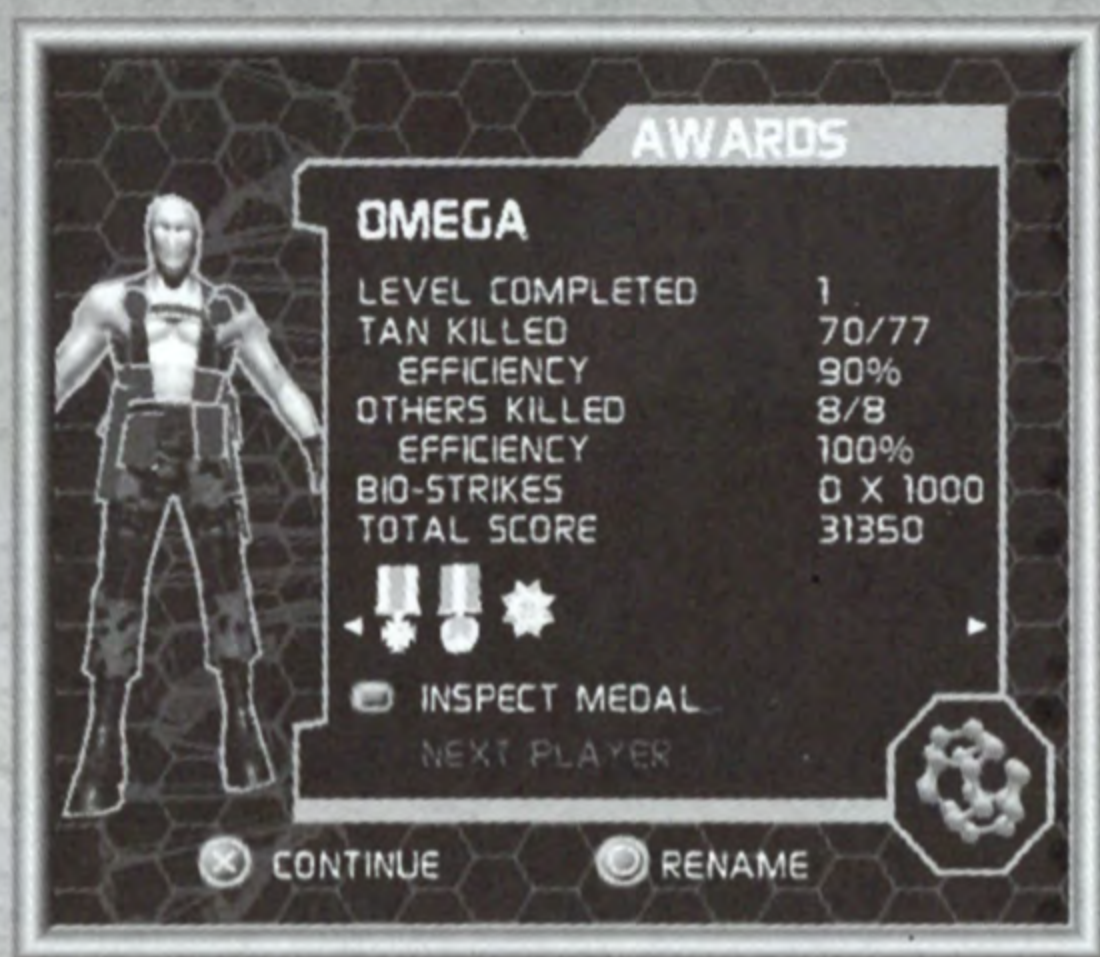 AWARDS
OMEGA
LEVEL COMPLETED 1
TAN KILLED 70/77
EFFICIENCY 90%
OTHERS KILLED 8/8
EFFICIENCY 100%
BIO-STRIKES 0 X 1000
TOTAL SCORE 31350
INSPECT MEDAL
NEXT PLAYER
CONTINUE
RENAME